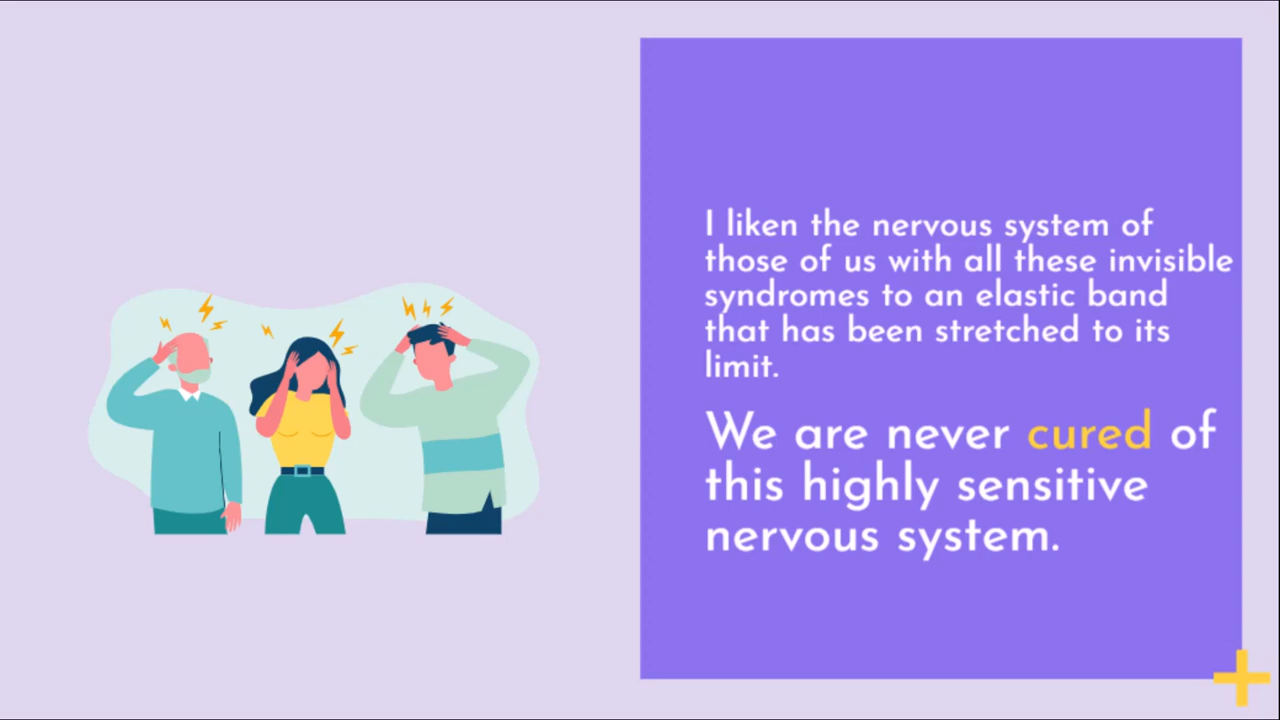 I liken the nervous system of
those of us with all these invisible
syndromes to an elastic band
that has been stretched to its
limit.
We are never cured of
this highly sensitive
nervous system.